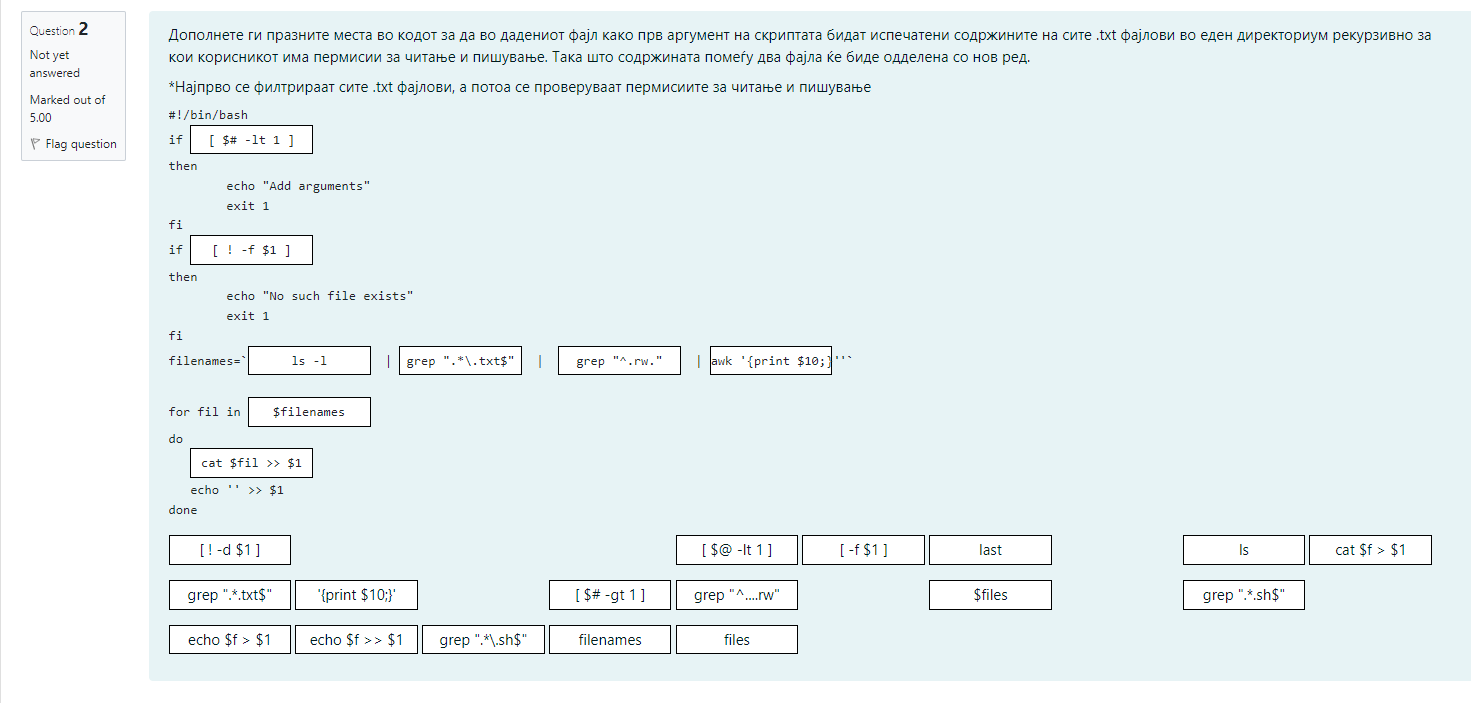 Question 2
Not yet answered
Marked out of 5.00
Flag question
Дополнете ги празните места во кодот за да во дадениот фајл како прв аргумент на скриптата бидат испечатени содржините на сите .txt фајлови во еден директориум рекурзивно за
кои корисникот има пермисии за читање и пишување. Така што содржината помеѓу два фајла ќе биде одделена со нов ред.
*Најпрво се филтрираат сите .txt фајлови, а потоа се проверуваат пермисиите за читање и пишување
#!/bin/bash
if [ $# -lt 1 ]
then
echo "Add arguments"
exit 1
fi
if [ ! -f $1 ]
then
echo "No such file exists"
exit 1
fi
filenames=` ls -l | grep ".*\.txt$" | grep "^.rw." | awk '{print $10;}'`
for fil in $filenames
do
cat $fil >> $1
echo '' >> $1
done
[ ! -d $1 ] [ $@ -lt 1 ] [ -f $1 ] last ls cat $f > $1
grep ".*.txt$" '{print $10;}' [ $# -gt 1 ] grep "^....rw" $files grep ".*.sh$"
echo $f > $1 echo $f >> $1 grep ".*\.sh$" filenames files